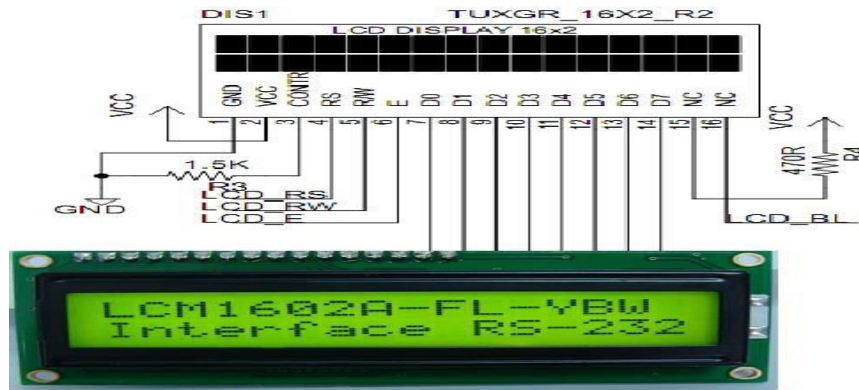 DIS1 TUXGR_16X2_R2
LCD DISPLAY 16x2
GND VCC CONTR RS R/W E D0 D1 D2 D3 D4 D5 D6 D7 NC NC
1 2 3 4 5 6 7 8 9 10 11 12 13 14 15 16
VCC
VCC
1.5K
R3
470R
R4
GND
LCD_RS
LCD_RW
LCD_E
LCD_BL
LCM1602A-FL-YBW
Interface RS-232